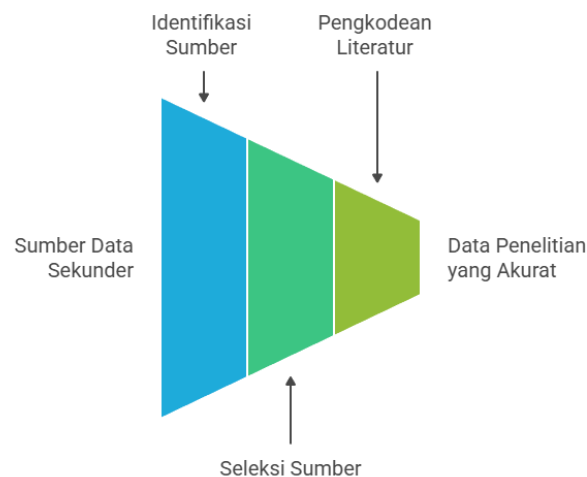 Identifikasi
Sumber
Pengkodean
Literatur
Sumber Data
Sekunder
Data Penelitian
yang Akurat
Seleksi Sumber